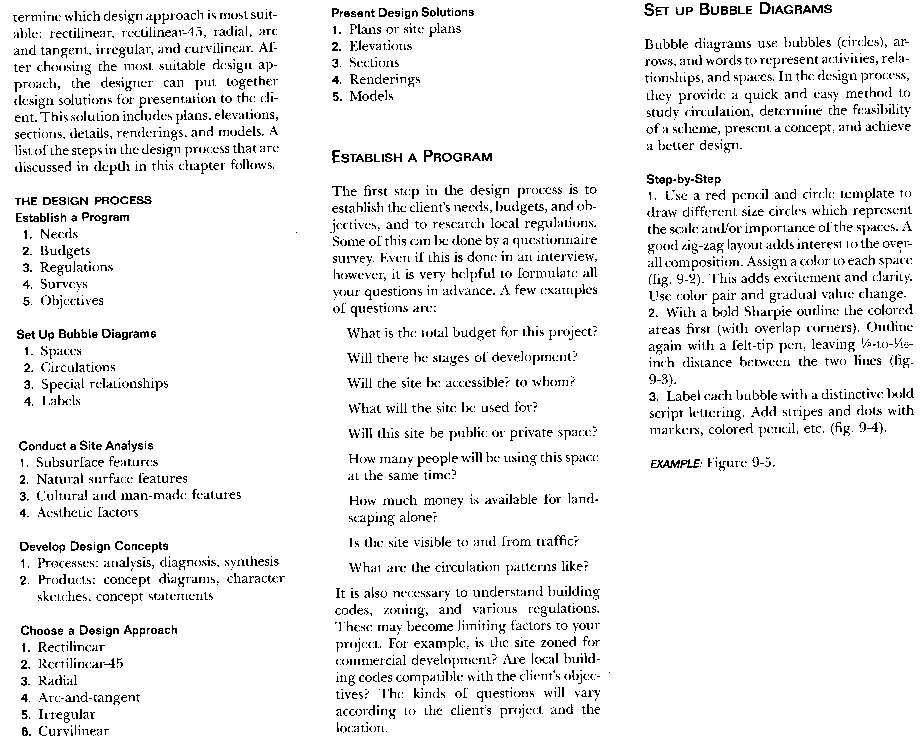 termine which design approach is most suit-
able: rectilinear, rectilinear-45, radial, arc
and tangent, irregular, and curvilinear. Af-
ter choosing the most suitable design ap-
proach, the designer can put together
design solutions for presentation to the cli-
ent. This solution includes plans, elevations,
sections, details, renderings, and models. A
list of the steps in the design process that are
discussed in depth in this chapter follows.
THE DESIGN PROCESS
Establish a Program
1. Needs
2. Budgets
3. Regulations
4. Surveys
5. Objectives
Set Up Bubble Diagrams
1. Spaces
2. Circulations
3. Special relationships
4. Labels
Conduct a Site Analysis
1. Subsurface features
2. Natural surface features
3. Cultural and man-made features
4. Aesthetic factors
Develop Design Concepts
1. Processes: analysis, diagnosis, synthesis
2. Products: concept diagrams, character
sketches, concept statements
Choose a Design Approach
1. Rectilinear
2. Rectilinear-45
3. Radial
4. Arc-and-tangent
5. Irregular
6. Curvilinear
Present Design Solutions
1. Plans or site plans
2. Elevations
3. Sections
4. Renderings
5. Models
ESTABLISH A PROGRAM
The first step in the design process is to
establish the client's needs, budgets, and ob-
jectives, and to research local regulations.
Some of this can be done by a questionnaire
survey. Even if this is done in an interview,
however, it is very helpful to formulate all
your questions in advance. A few examples
of questions are:
What is the total budget for this project?
Will there be stages of development?
Will the site be accessible? to whom?
What will the site be used for?
Will this site be public or private space?
How many people will be using this space
at the same time?
How much money is available for land-
scaping alone?
Is the site visible to and from traffic?
What are the circulation patterns like?
It is also necessary to understand building
codes, zoning, and various regulations.
These may become limiting factors to your
project. For example, is the site zoned for
commercial development? Are local build-
ing codes compatible with the client's objec-
tives? The kinds of questions will vary
according to the client's project and the
location.
SET UP BUBBLE DIAGRAMS
Bubble diagrams use bubbles (circles), ar-
rows, and words to represent activities, rela-
tionships, and spaces. In the design process,
they provide a quick and easy method to
study circulation, determine the feasibility
of a scheme, present a concept, and achieve
a better design.
Step-by-Step
1. Use a red pencil and circle template to
draw different size circles which represent
the scale and/or importance of the spaces. A
good zig-zag layout adds interest to the over-
all composition. Assign a color to each space
(fig. 9-2). This adds excitement and clarity.
Use color pair and gradual value change.
2. With a bold Sharpie outline the colored
areas first (with overlap corners). Outline
again with a felt-tip pen, leaving ⅛-to-1/16-
inch distance between the two lines (fig.
9-3).
3. Label each bubble with a distinctive bold
script lettering. Add stripes and dots with
markers, colored pencil, etc. (fig. 9-4).
EXAMPLE: Figure 9-5.